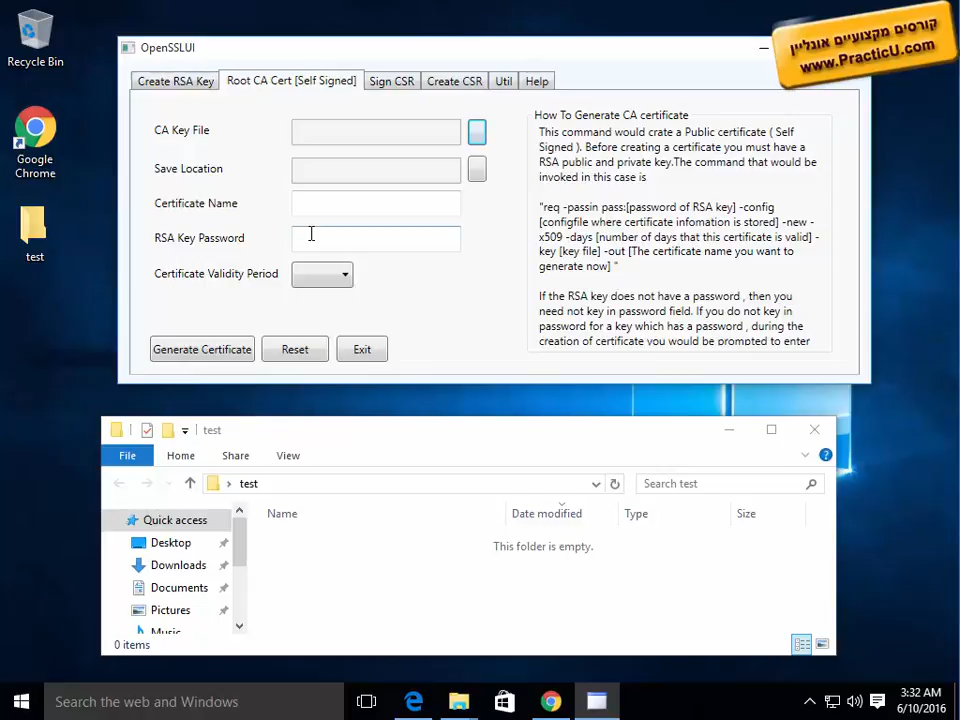 Recycle Bin
Google
Chrome
test
OpenSSLUI
קורסים מקצועיים אונליין
www.PracticU.com
Create RSA Key
Root CA Cert [Self Signed]
Sign CSR
Create CSR
Util
Help
CA Key File
Save Location
Certificate Name
RSA Key Password
Certificate Validity Period
Generate Certificate
Reset
Exit
How To Generate CA certificate
This command would crate a Public certificate ( Self
Signed ). Before creating a certificate you must have a
RSA public and private key.The command that would be
invoked in this case is
"req -passin pass:[password of RSA key] -config
[configfile where certificate infomation is stored] -new -
x509 -days [number of days that this certificate is valid] -
key [key file] -out [The certificate name you want to
generate now] "
If the RSA key does not have a password , then you
need not key in password field. If you do not key in
password for a key which has a password , during the
creation of certificate you would be prompted to enter
test
File
Home
Share
View
test
Search test
Quick access
Desktop
Downloads
Documents
Pictures
Music
Name
Date modified
Type
Size
This folder is empty.
0 items
Search the web and Windows
3:32 AM
6/10/2016